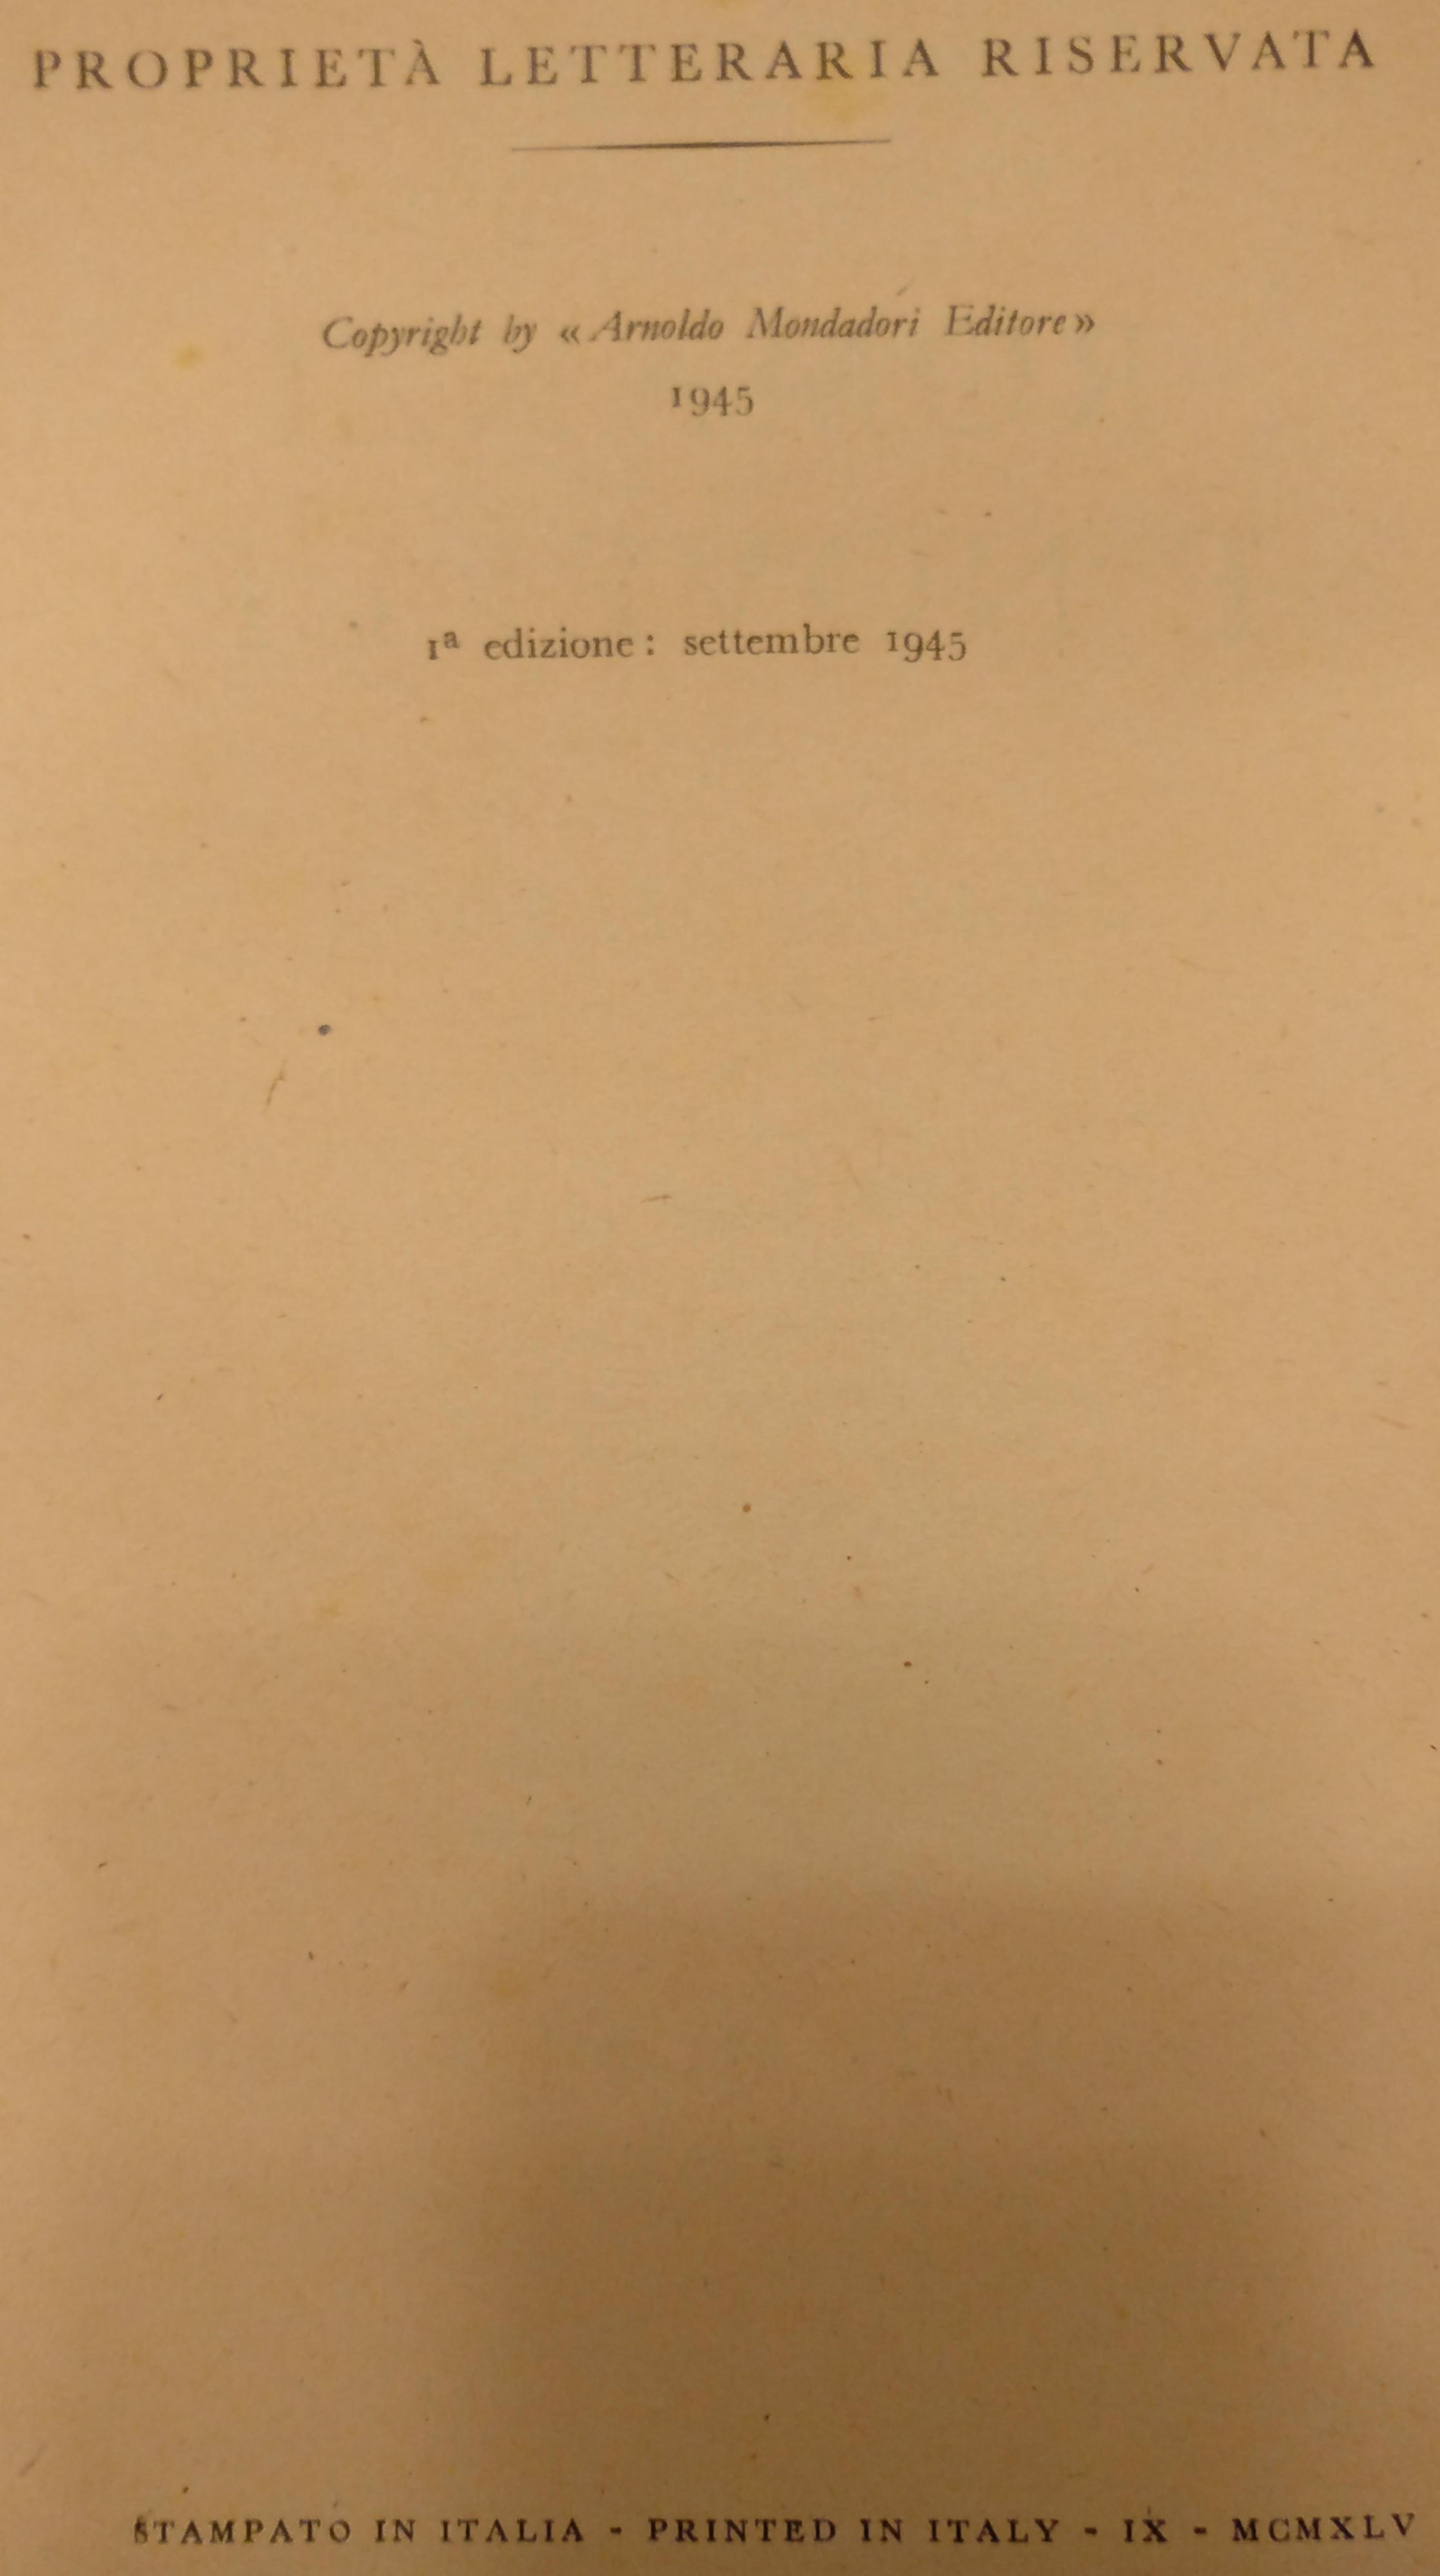 PROPRIETÀ LETTERARIA RISERVATA
Copyright by « Arnoldo Mondadori Editore »
1945
1ª edizione: settembre 1945
STAMPATO IN ITALIA - PRINTED IN ITALY - IX - MCMXLV